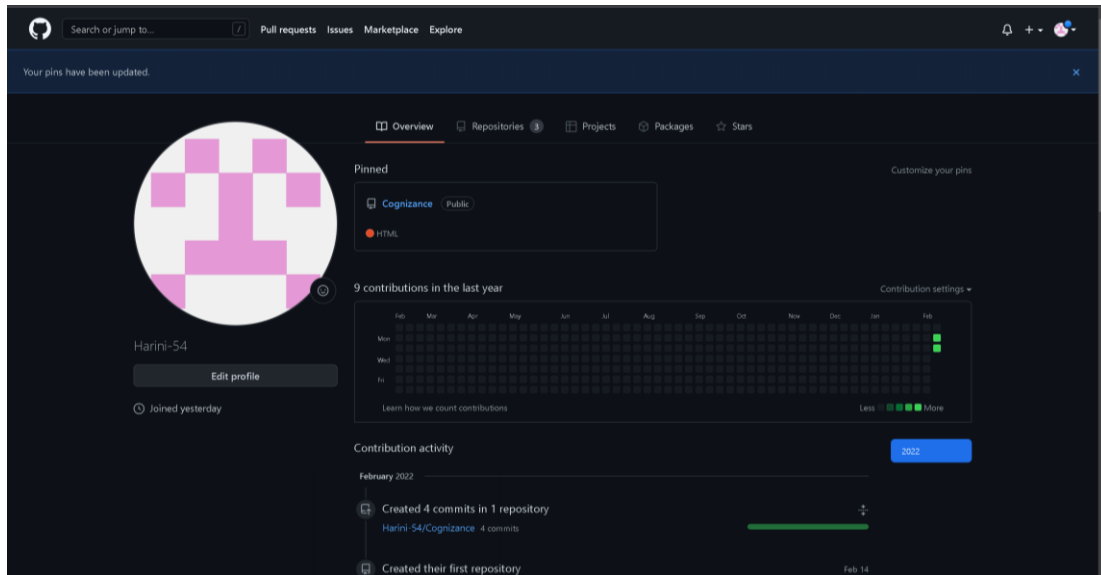 Search or jump to... / Pull requests Issues Marketplace Explore
Your pins have been updated.
Overview Repositories 3 Projects Packages Stars
Pinned Customize your pins
Cognizance Public
HTML
9 contributions in the last year Contribution settings
Feb Mar Apr May Jun Jul Aug Sep Oct Nov Dec Jan Feb
Mon
Wed
Fri
Learn how we count contributions Less More
Harini-54
Edit profile
Joined yesterday
Contribution activity 2022
February 2022
Created 4 commits in 1 repository
Harini-54/Cognizance 4 commits
Created their first repository Feb 14